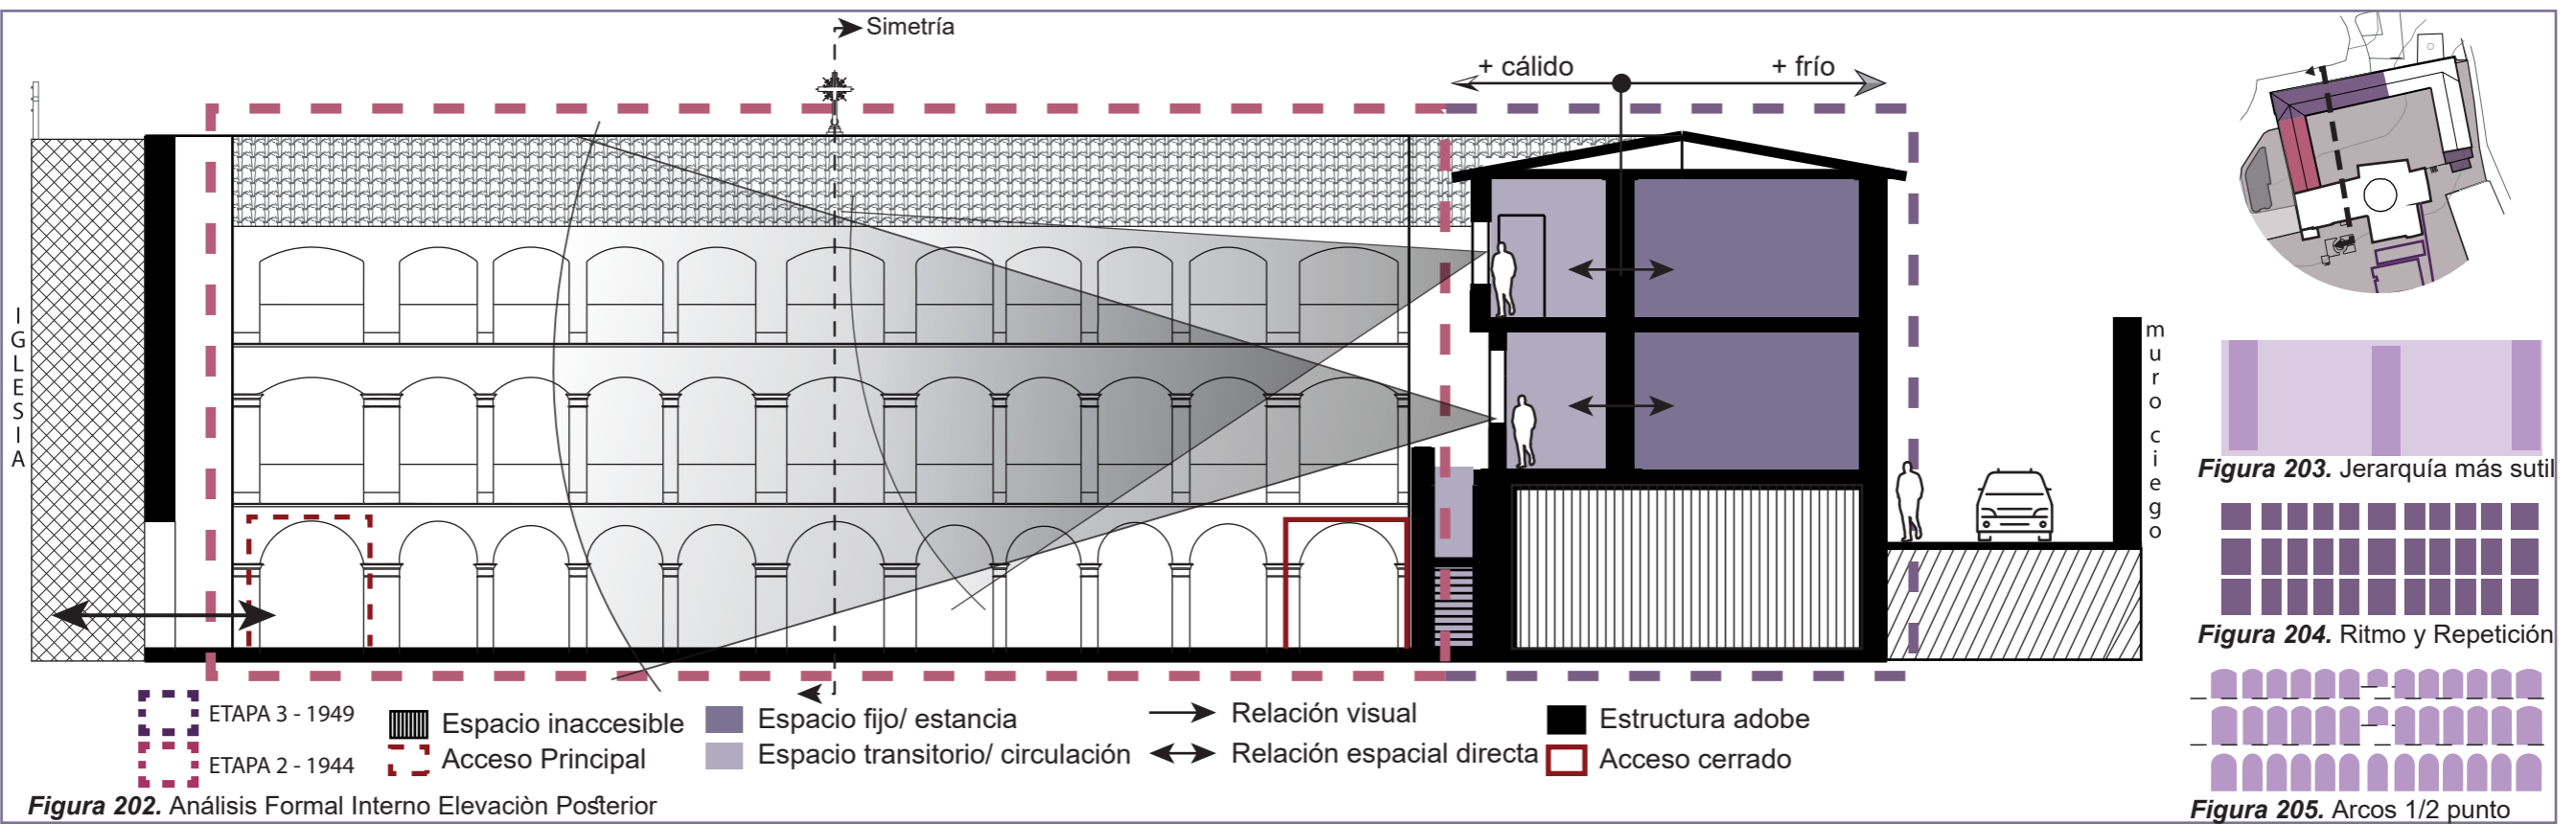 Simetría
+ cálido
+ frío
IGLESIA
muro ciego
Figura 203. Jerarquía más sutil
Figura 204. Ritmo y Repetición
Figura 205. Arcos 1/2 punto
ETAPA 3 - 1949
ETAPA 2 - 1944
Espacio inaccesible
Acceso Principal
Espacio fijo/ estancia
Espacio transitorio/ circulación
Relación visual
Relación espacial directa
Estructura adobe
Acceso cerrado
Figura 202. Análisis Formal Interno Elevaciòn Posterior